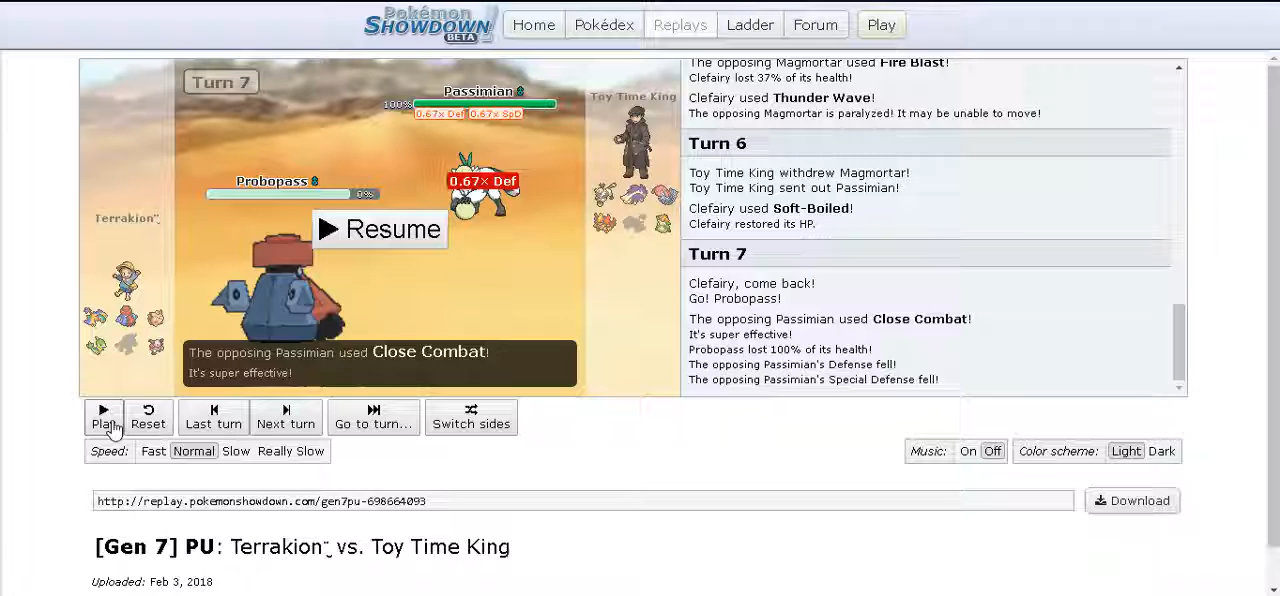 Pokémon
SHOWDOWN
BETA
Home
Pokédex
Replays
Ladder
Forum
Play
Turn 7
Passimian
100%
0.67× Def 0.67× SpD
Toy Time King
0.67× Def
Probopass
0%
Terrakion
Resume
The opposing Passimian used Close Combat!
It's super effective!
The opposing Magmortar used Fire Blast!
Clefairy lost 37% of its health!
Clefairy used Thunder Wave!
The opposing Magmortar is paralyzed! It may be unable to move!
Turn 6
Toy Time King withdrew Magmortar!
Toy Time King sent out Passimian!
Clefairy used Soft-Boiled!
Clefairy restored its HP.
Turn 7
Clefairy, come back!
Go! Probopass!
The opposing Passimian used Close Combat!
It's super effective!
Probopass lost 100% of its health!
The opposing Passimian's Defense fell!
The opposing Passimian's Special Defense fell!
Play
Reset
Last turn
Next turn
Go to turn...
Switch sides
Speed: Fast Normal Slow Really Slow
Music: On Off
Color scheme: Light Dark
http://replay.pokemonshowdown.com/gen7pu-698664093
Download
[Gen 7] PU: Terrakion vs. Toy Time King
Uploaded: Feb 3, 2018